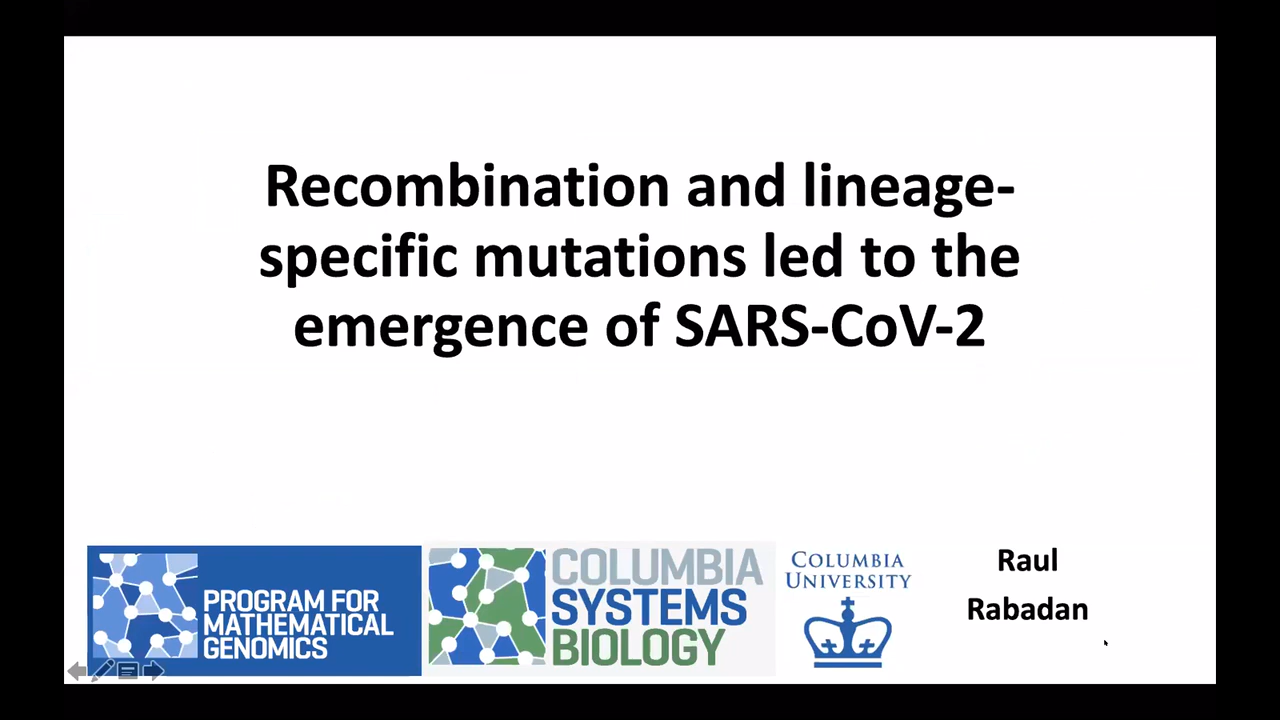 Recombination and lineage-
specific mutations led to the
emergence of SARS-CoV-2
PROGRAM FOR
MATHEMATICAL
GENOMICS
COLUMBIA
SYSTEMS
BIOLOGY
COLUMBIA
UNIVERSITY
Raul
Rabadan